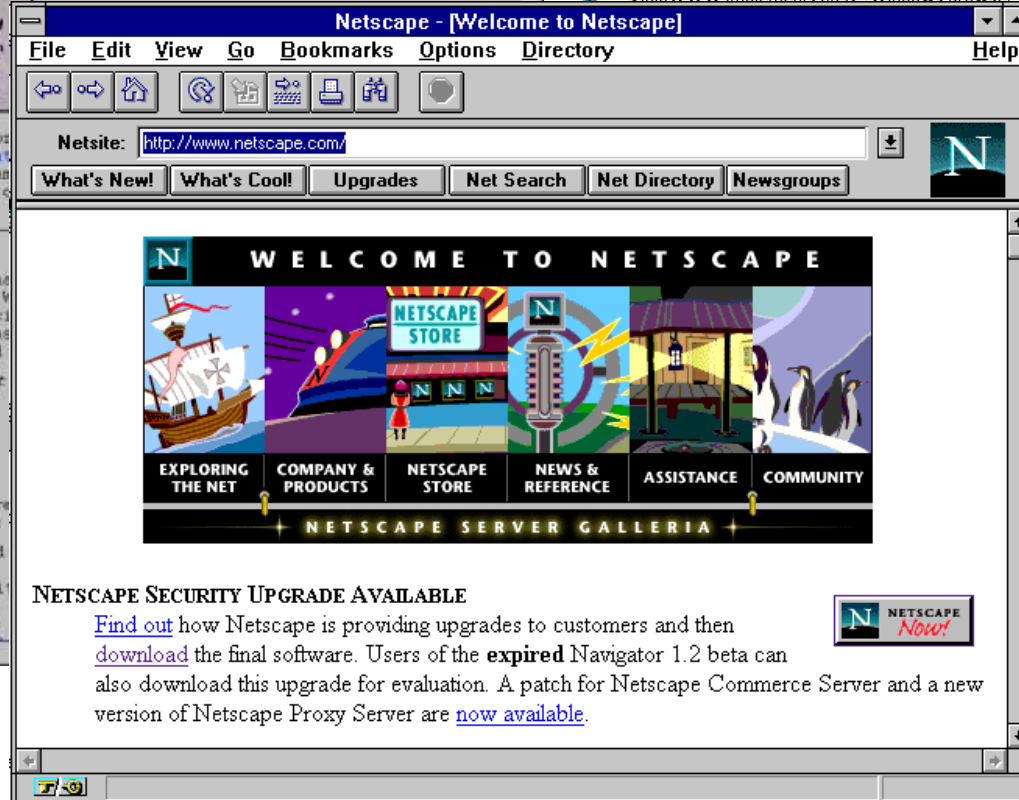 Netscape - [Welcome to Netscape]
File Edit View Go Bookmarks Options Directory Help
Netsite: http://www.netscape.com/
N
What's New! What's Cool! Upgrades Net Search Net Directory Newsgroups
N WELCOME TO NETSCAPE
N
NETSCAPE
STORE
N N N
N
EXPLORING
THE NET
COMPANY &
PRODUCTS
NETSCAPE
STORE
NEWS &
REFERENCE
ASSISTANCE
COMMUNITY
NETSCAPE SERVER GALLERIA
NETSCAPE SECURITY UPGRADE AVAILABLE
N NETSCAPE
Now!
Find out how Netscape is providing upgrades to customers and then
download the final software. Users of the expired Navigator 1.2 beta can
also download this upgrade for evaluation. A patch for Netscape Commerce Server and a new
version of Netscape Proxy Server are now available.